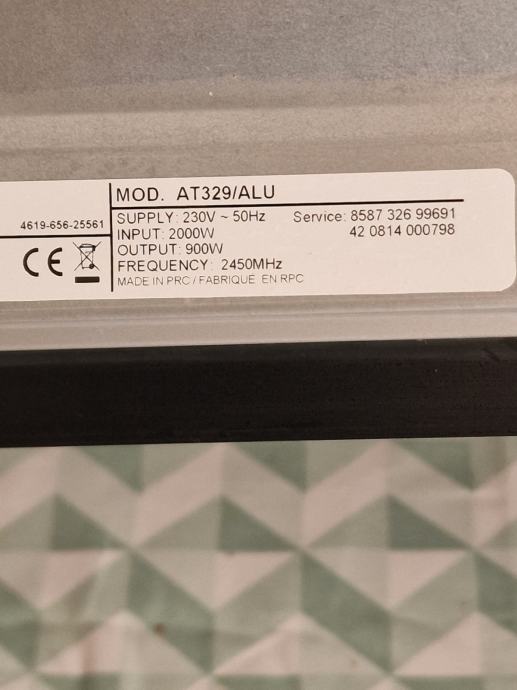 MOD. AT329/ALU
4619-656-25561
SUPPLY: 230V ~ 50Hz Service: 8587 326 99691
INPUT: 2000W 42 0814 000798
OUTPUT: 900W
FREQUENCY: 2450MHz
CE
MADE IN PRC / FABRIQUE EN RPC